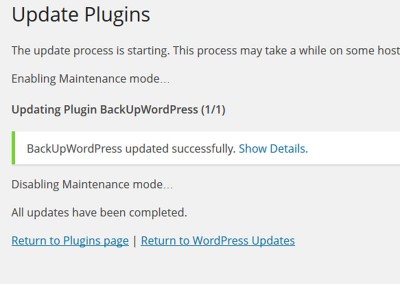 Update Plugins
The update process is starting. This process may take a while on some host
Enabling Maintenance mode…
Updating Plugin BackUpWordPress (1/1)
BackUpWordPress updated successfully. Show Details.
Disabling Maintenance mode…
All updates have been completed.
Return to Plugins page | Return to WordPress Updates